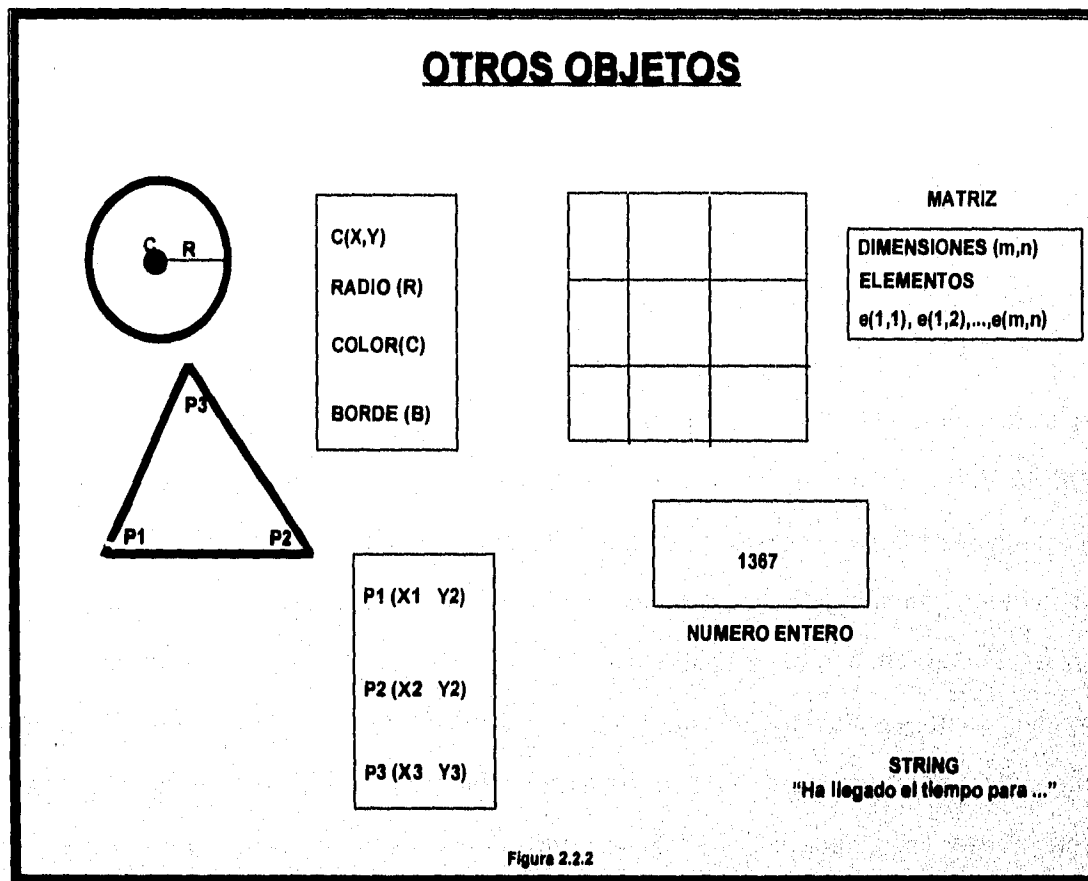 OTROS OBJETOS
C R
C(X,Y)
RADIO (R)
COLOR(C)
BORDE (B)
MATRIZ
DIMENSIONES (m,n)
ELEMENTOS
e(1,1), e(1,2),...,e(m,n)
P3
P1 P2
P1 (X1 Y2)
P2 (X2 Y2)
P3 (X3 Y3)
1367
NUMERO ENTERO
STRING
"Ha llegado el tiempo para ..."
Figura 2.2.2